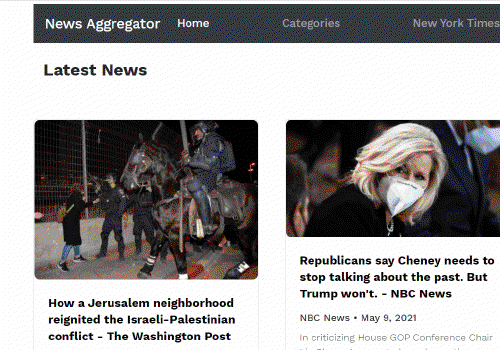 News Aggregator Home Categories New York Times
Latest News
How a Jerusalem neighborhood
reignited the Israeli-Palestinian
conflict - The Washington Post
Republicans say Cheney needs to
stop talking about the past. But
Trump won't. - NBC News
NBC News • May 9, 2021
In criticizing House GOP Conference Chair